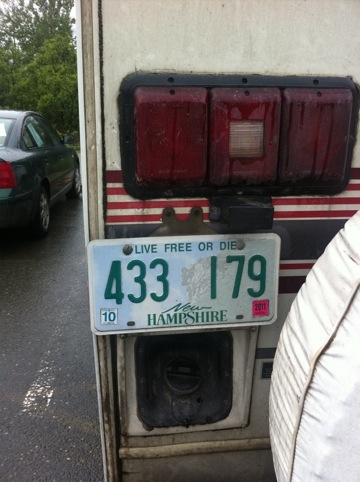 LIVE FREE OR DIE
433 179
10 2011
New
HAMPSHIRE